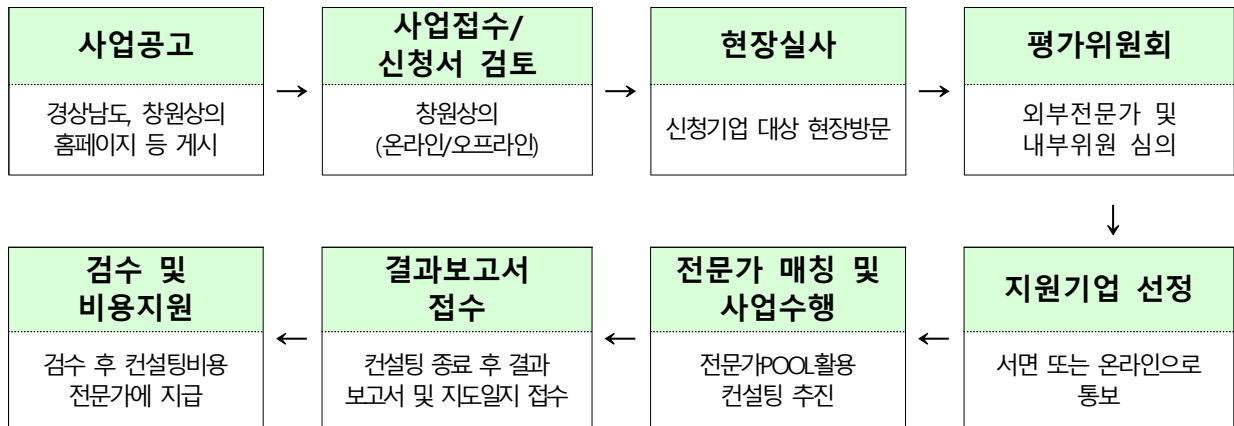 사업공고
경상남도, 창원상의
홈페이지 등 게시
→
사업접수/
신청서 검토
창원상의
(온라인/오프라인)
→
현장실사
신청기업 대상 현장방문
→
평가위원회
외부전문가 및
내부위원 심의
↓
지원기업 선정
서면 또는 온라인으로
통보
←
전문가 매칭 및
사업수행
전문가POOL활용
컨설팅 추진
←
결과보고서
접수
컨설팅 종료 후 결과
보고서 및 지도일지 접수
←
검수 및
비용지원
검수 후 컨설팅비용
전문가에 지급